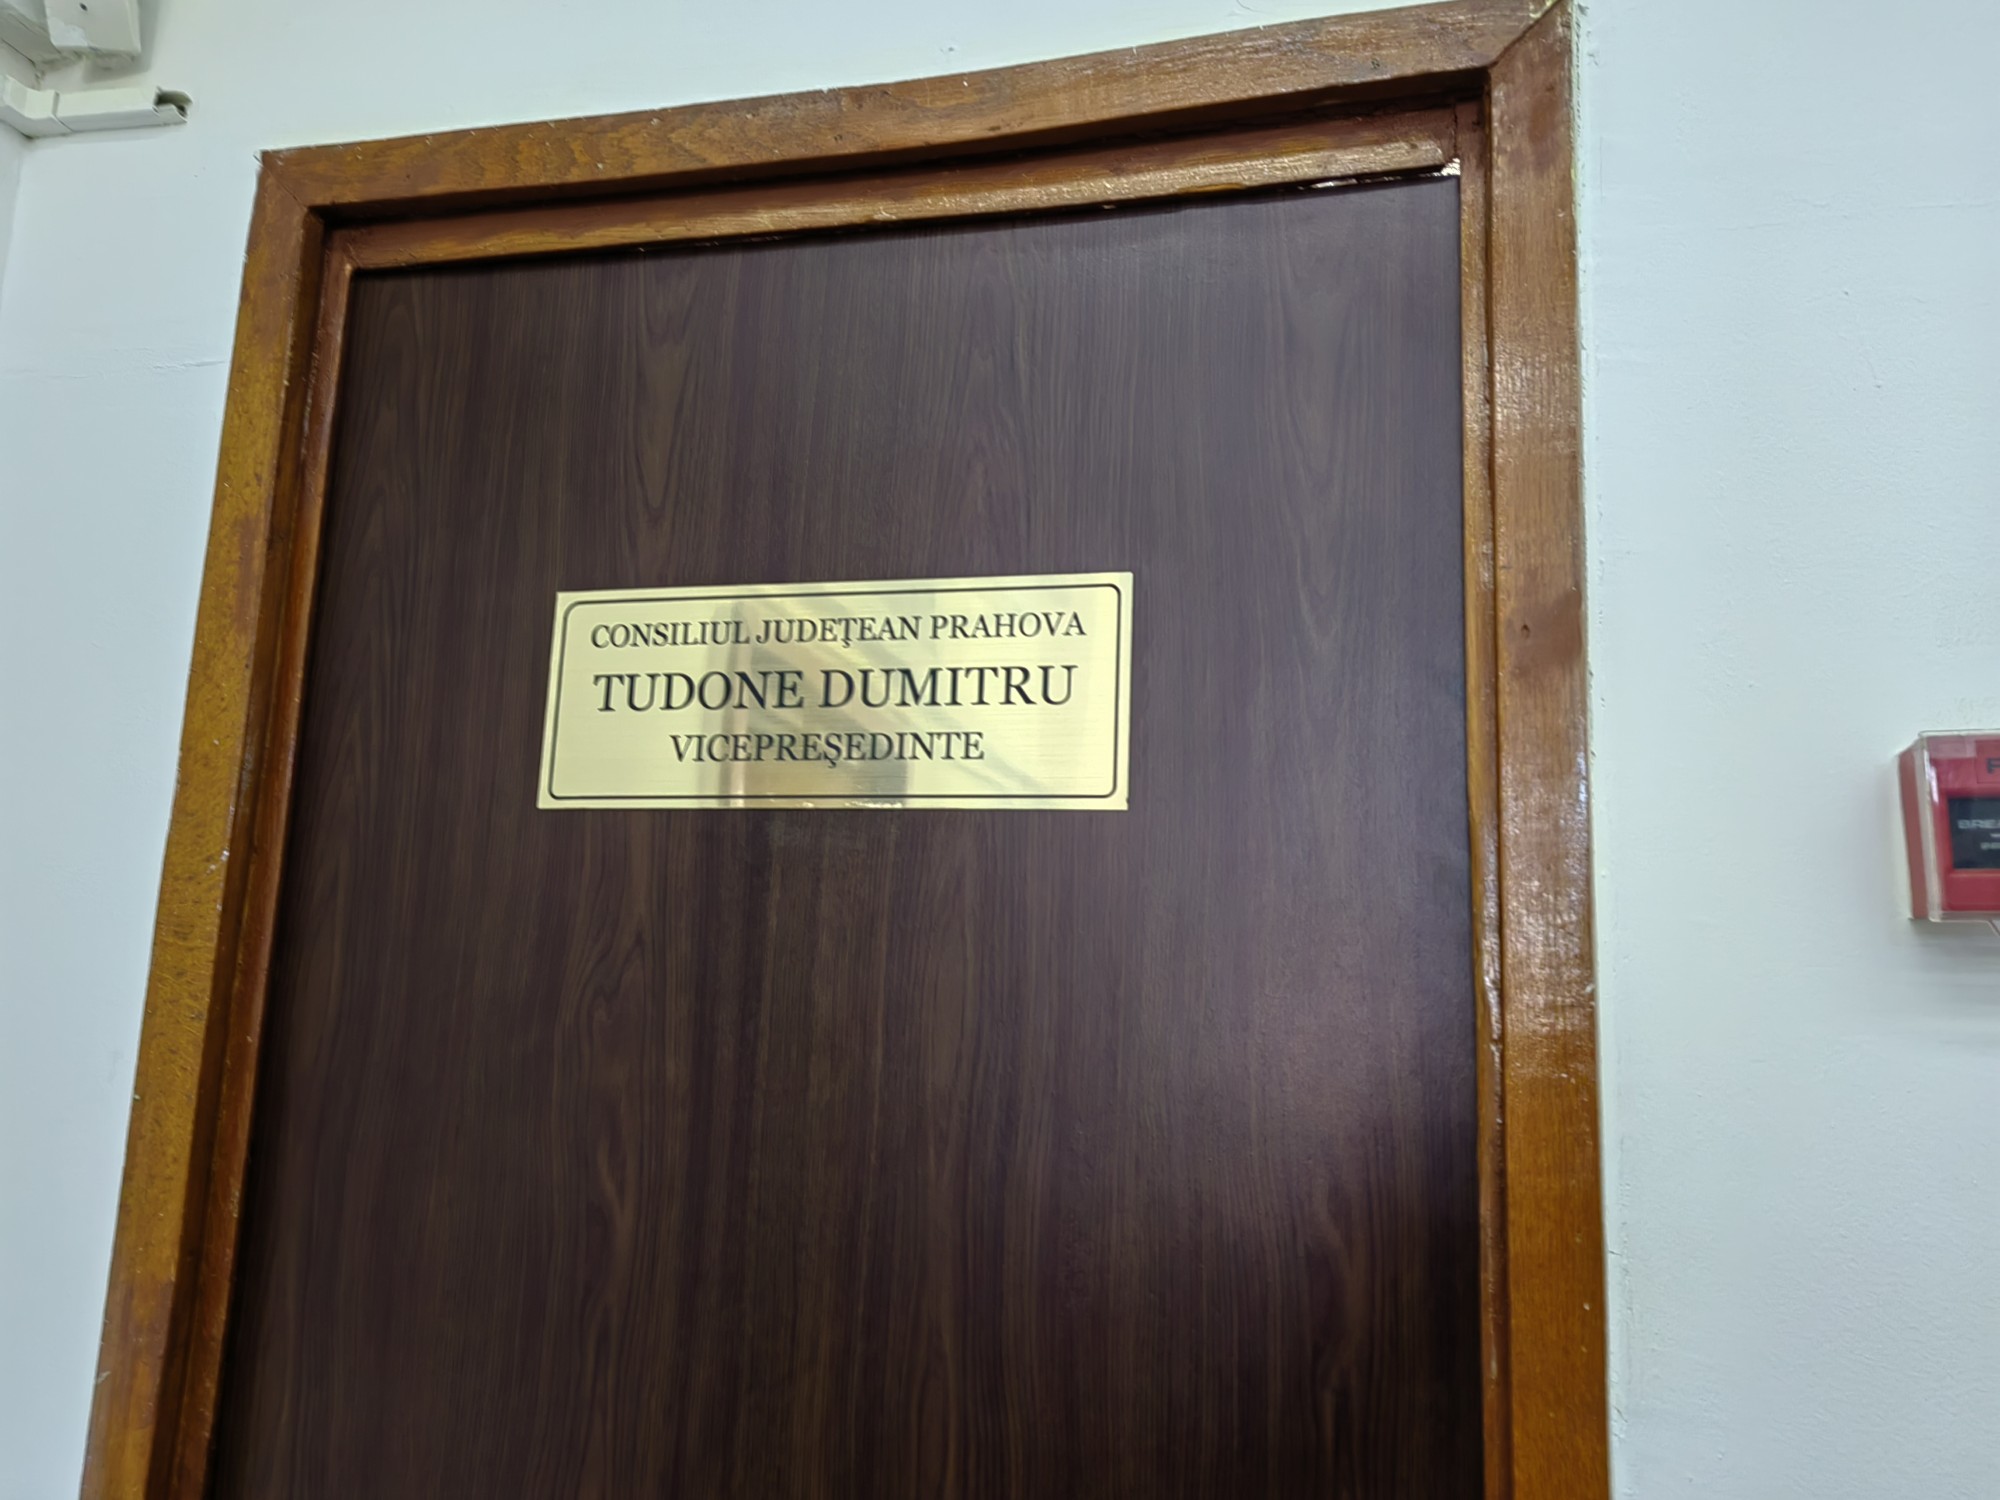 CONSILIUL JUDEŢEAN PRAHOVA
TUDONE DUMITRU
VICEPREŞEDINTE